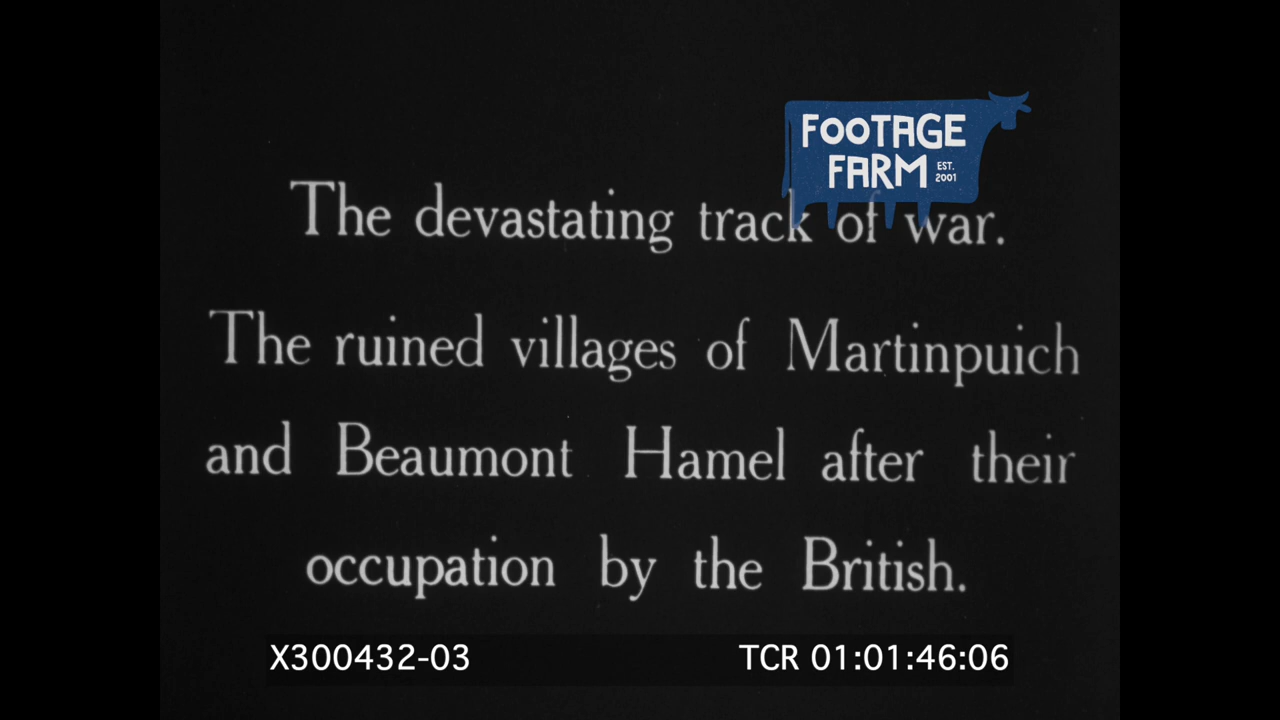 FOOTAGE
FARM
EST.
2001
The devastating track of war.
The ruined villages of Martinpuich
and Beaumont Hamel after their
occupation by the British.
X300432-03
TCR 01:01:46:06